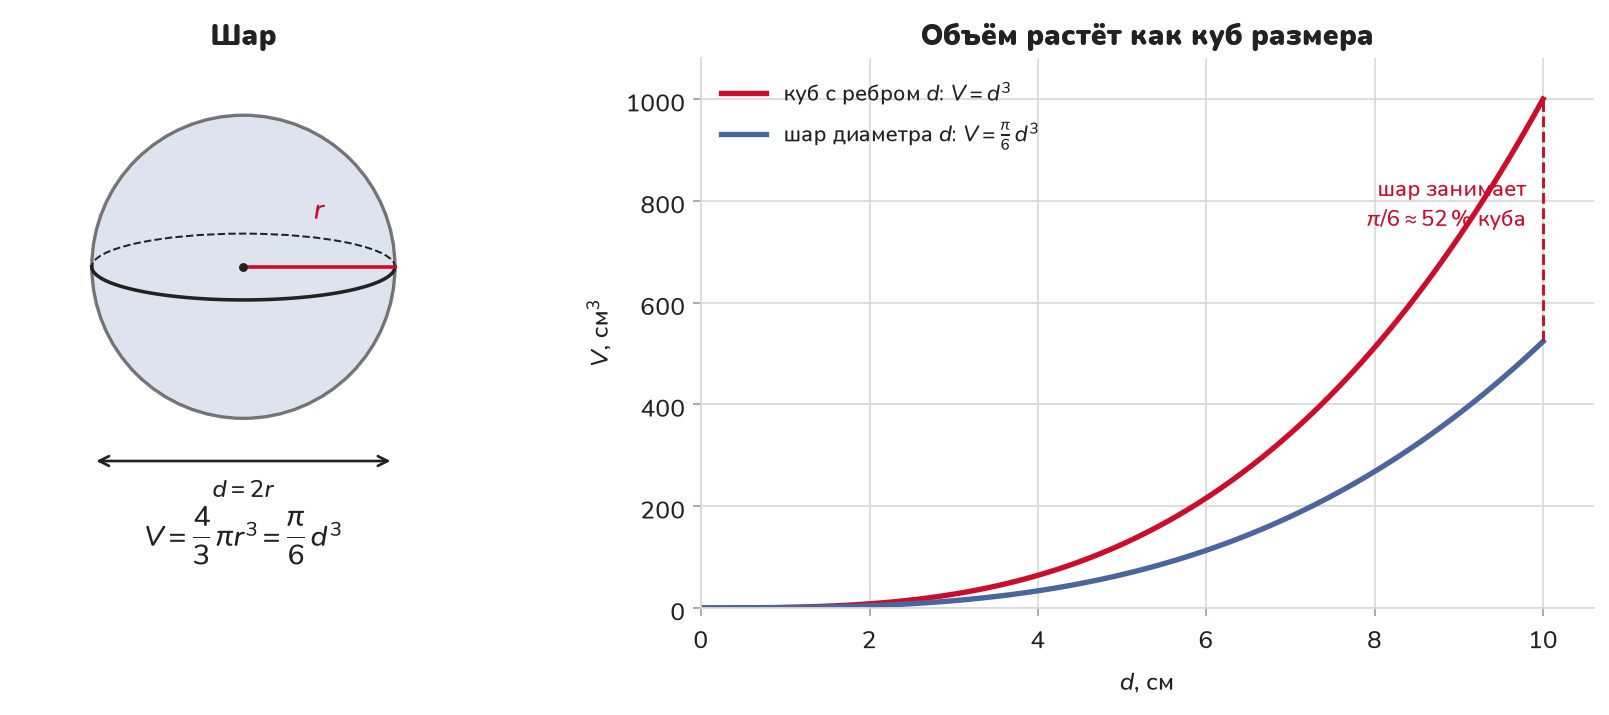 Шар
r
d = 2r
V = 4/3 πr³ = π/6 d³
Объём растёт как куб размера
куб с ребром d: V = d³
шар диаметра d: V = π/6 d³
шар занимает
π/6 ≈ 52 % куба
V, см³
1000
800
600
400
200
0
0 2 4 6 8 10
d, см